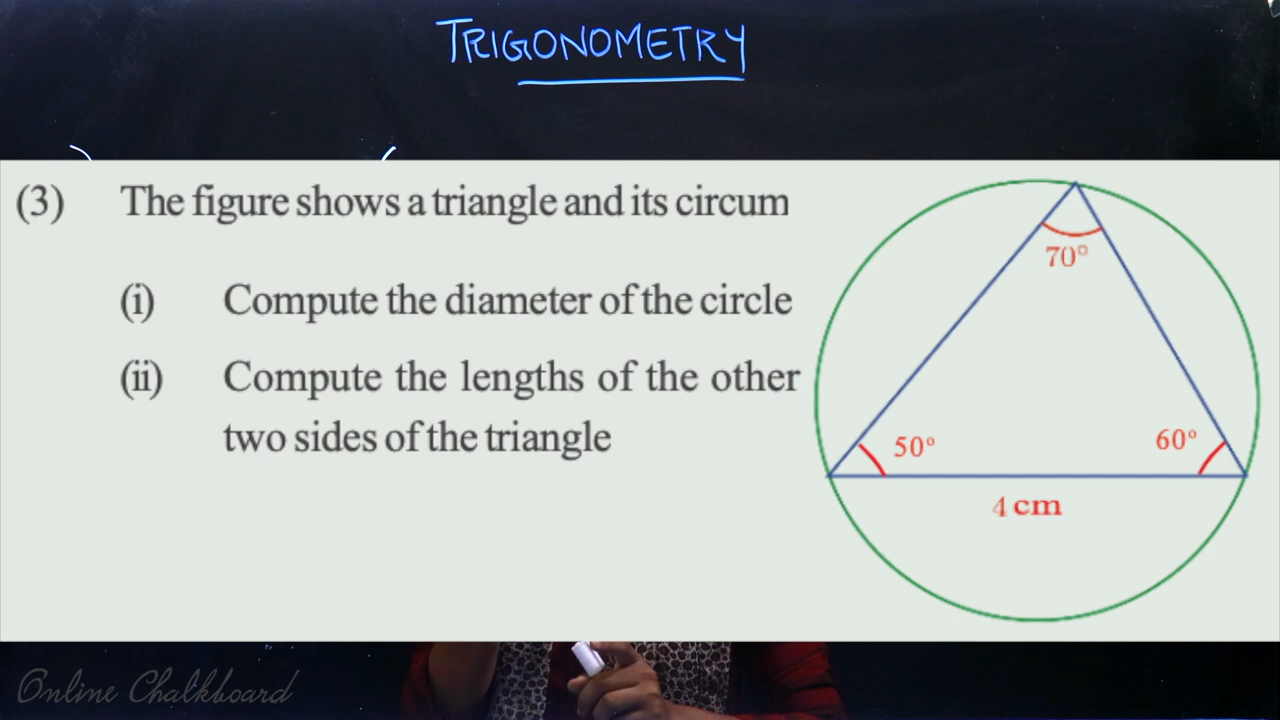 TRIGONOMETRY
(3) The figure shows a triangle and its circum
(i) Compute the diameter of the circle
(ii) Compute the lengths of the other
two sides of the triangle
70°
50°
60°
4 cm
Online Chalkboard